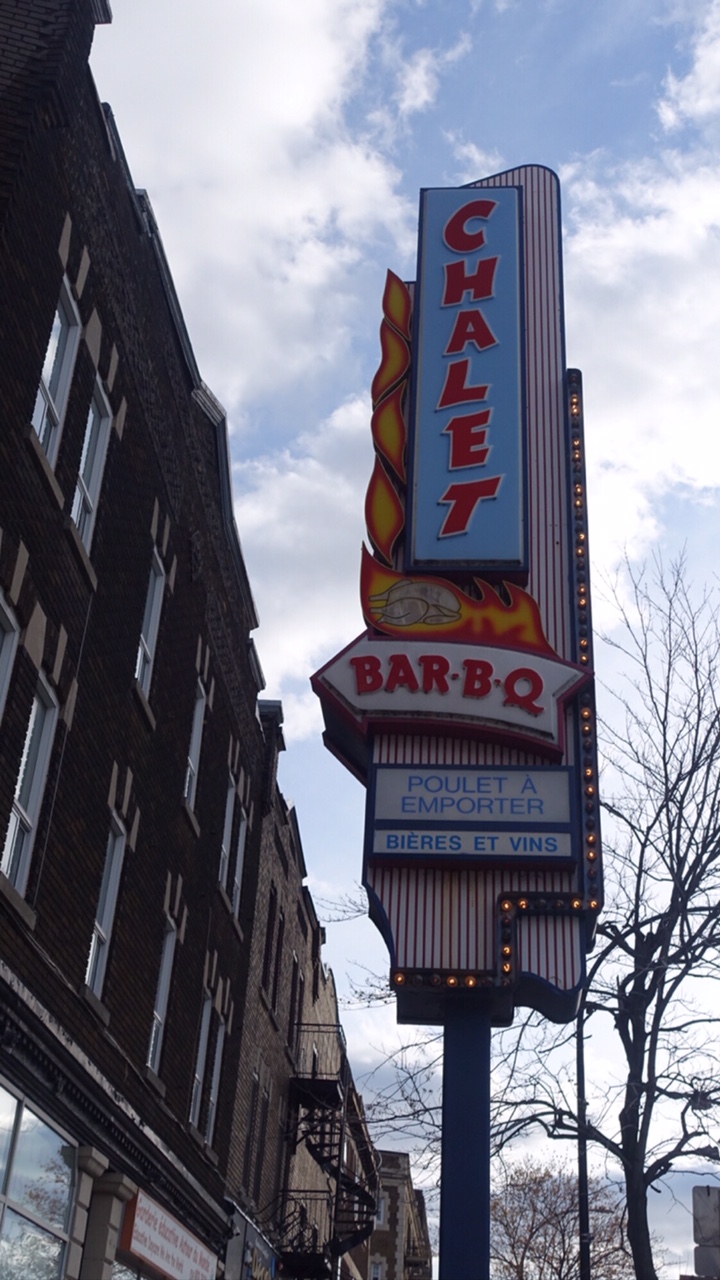 CHALET
BAR·B·Q
POULET À
EMPORTER
BIÈRES ET VINS